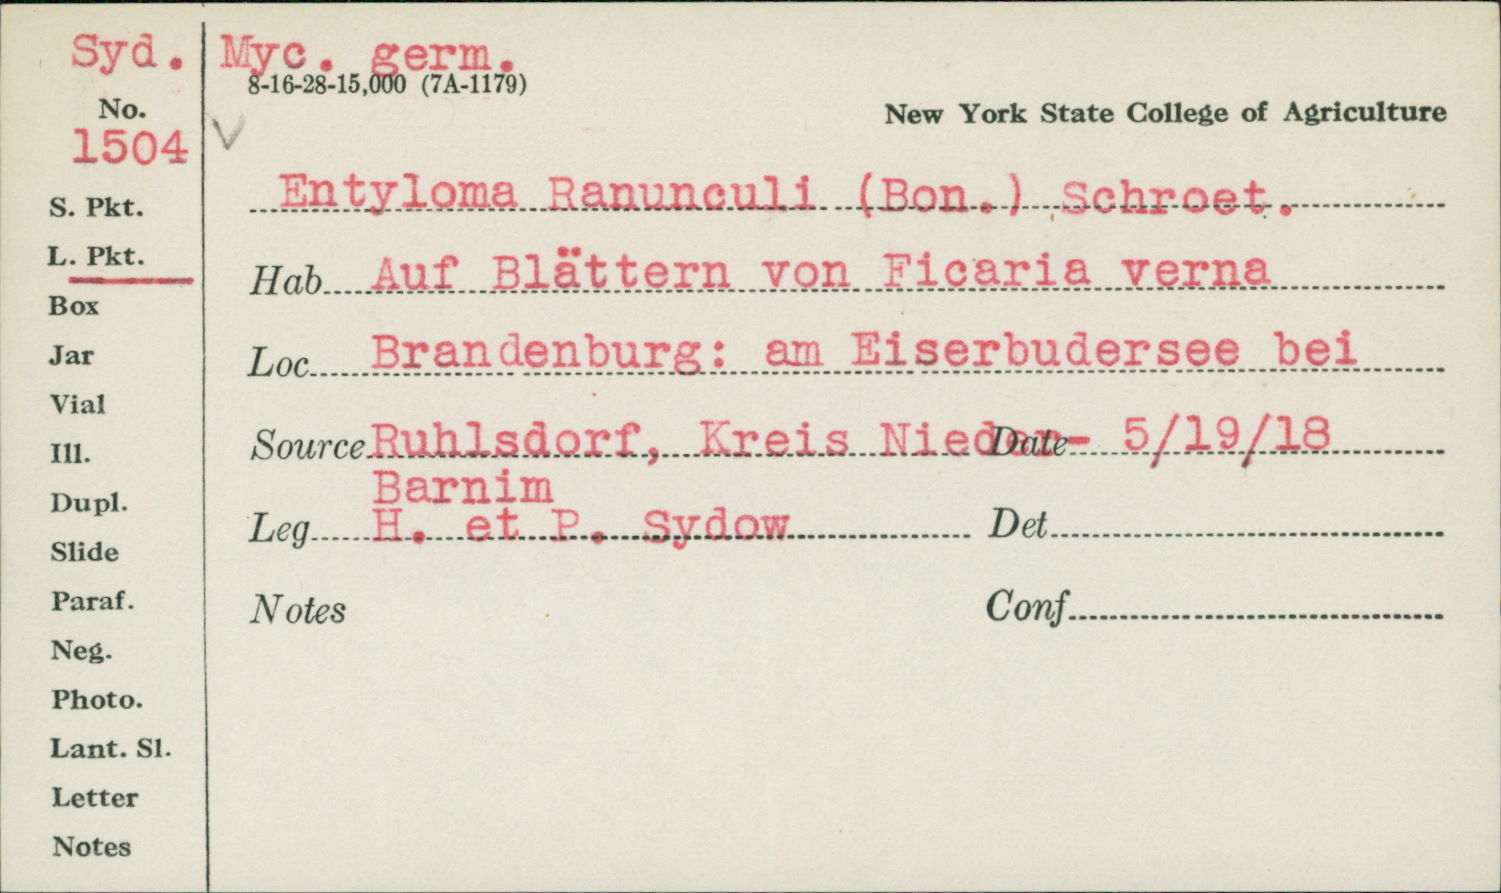 Syd. Myc. germ.
8-16-28-15,000 (7A-1179)
New York State College of Agriculture
No.
1504
S. Pkt.
L. Pkt.
Box
Jar
Vial
Ill.
Dupl.
Slide
Paraf.
Neg.
Photo.
Lant. Sl.
Letter
Notes
Entyloma Ranunculi (Bon.) Schroet.
Hab Auf Blättern von Ficaria verna
Loc Brandenburg: am Eiserbudersee bei
Source Ruhlsdorf, Kreis Nieder- Date 5/19/18
Barnim
Leg H. et P. Sydow Det
Notes Conf